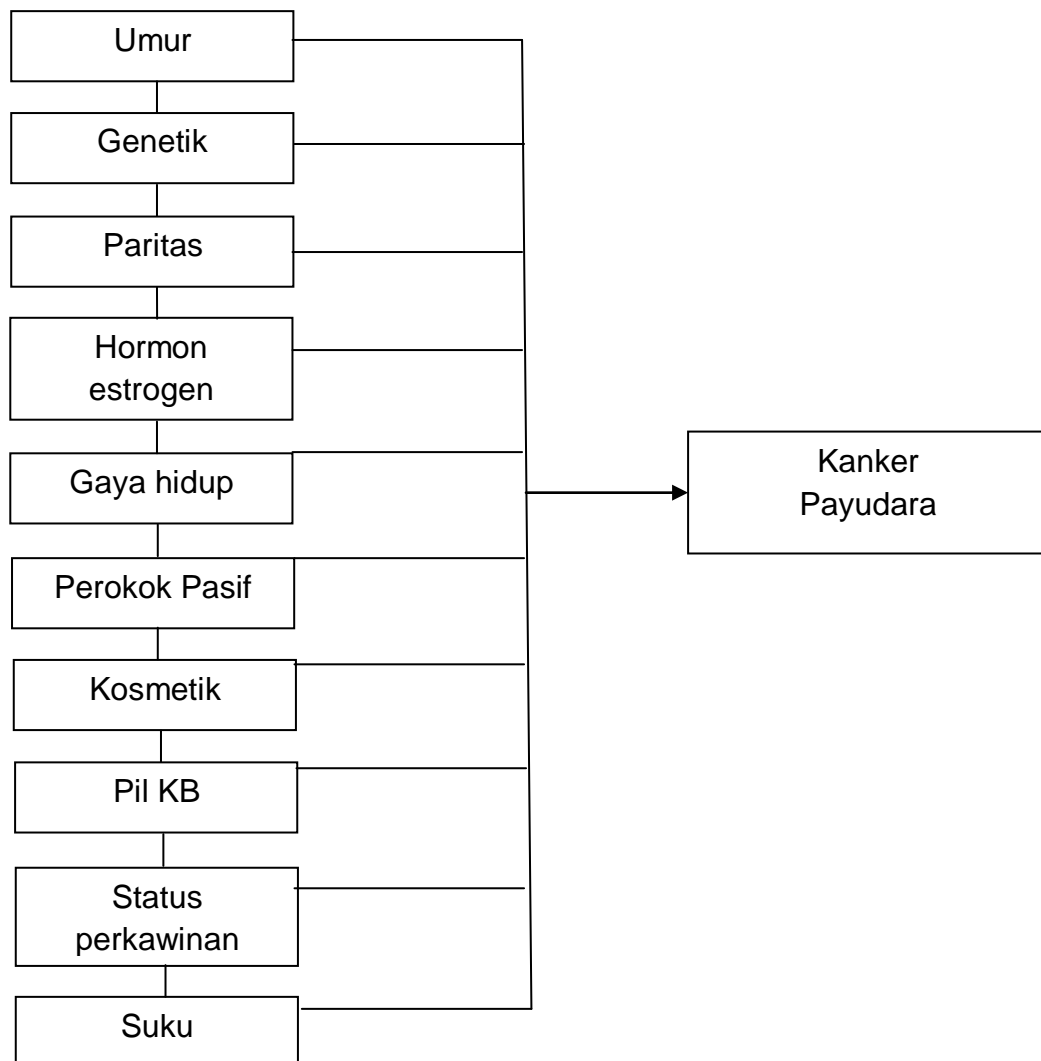 Umur
Genetik
Paritas
Hormon
estrogen
Gaya hidup
Perokok Pasif
Kosmetik
Pil KB
Status
perkawinan
Suku
Kanker
Payudara